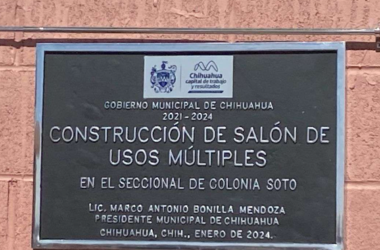 Chihuahua
capital de trabajo
y resultados
GOBIERNO MUNICIPAL DE CHIHUAHUA
2021-2024
CONSTRUCCIÓN DE SALÓN DE
USOS MÚLTIPLES
EN EL SECCIONAL DE COLONIA SOTO
LIC. MARCO ANTONIO BONILLA MENDOZA
PRESIDENTE MUNICIPAL DE CHIHUAHUA
CHIHUAHUA, CHIH., ENERO DE 2024.